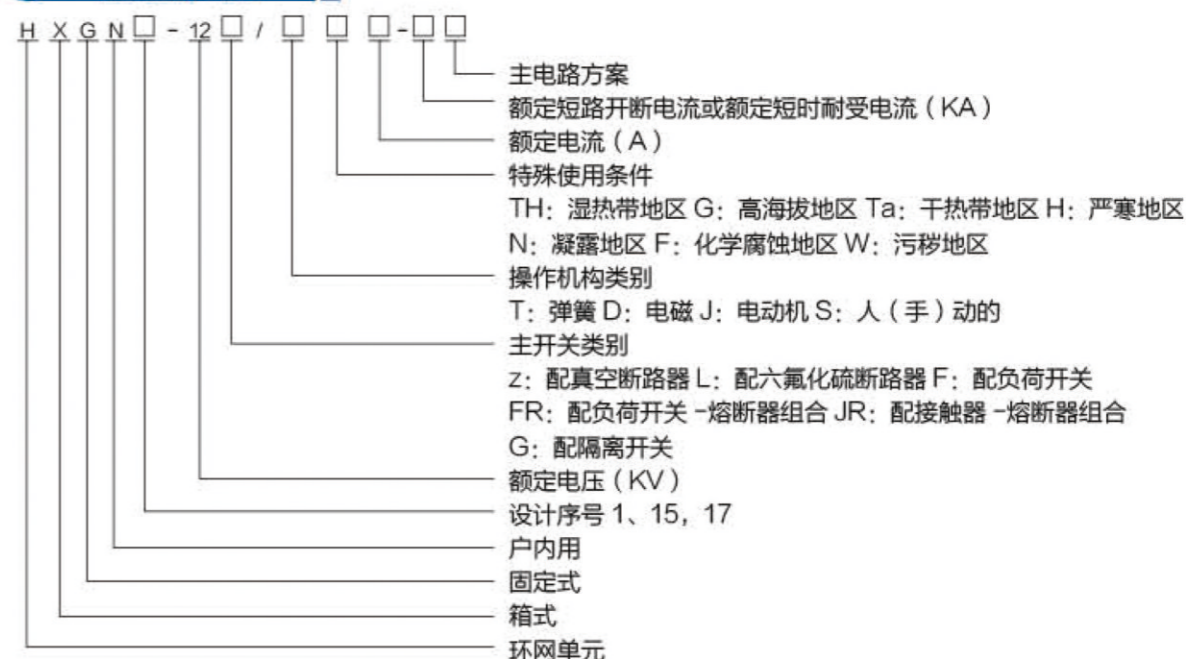 HXGN□-12□/□ □ □-□□
主电路方案
额定短路开断电流或额定短时耐受电流（KA）
额定电流（A）
特殊使用条件
TH：湿热带地区 G：高海拔地区 Ta：干热带地区 H：严寒地区
N：凝露地区 F：化学腐蚀地区 W：污秽地区
操作机构类别
T：弹簧 D：电磁 J：电动机 S：人（手）动的
主开关类别
z：配真空断路器 L：配六氟化硫断路器 F：配负荷开关
FR：配负荷开关-熔断器组合 JR：配接触器-熔断器组合
G：配隔离开关
额定电压（KV）
设计序号 1、15，17
户内用
固定式
箱式
环网单元